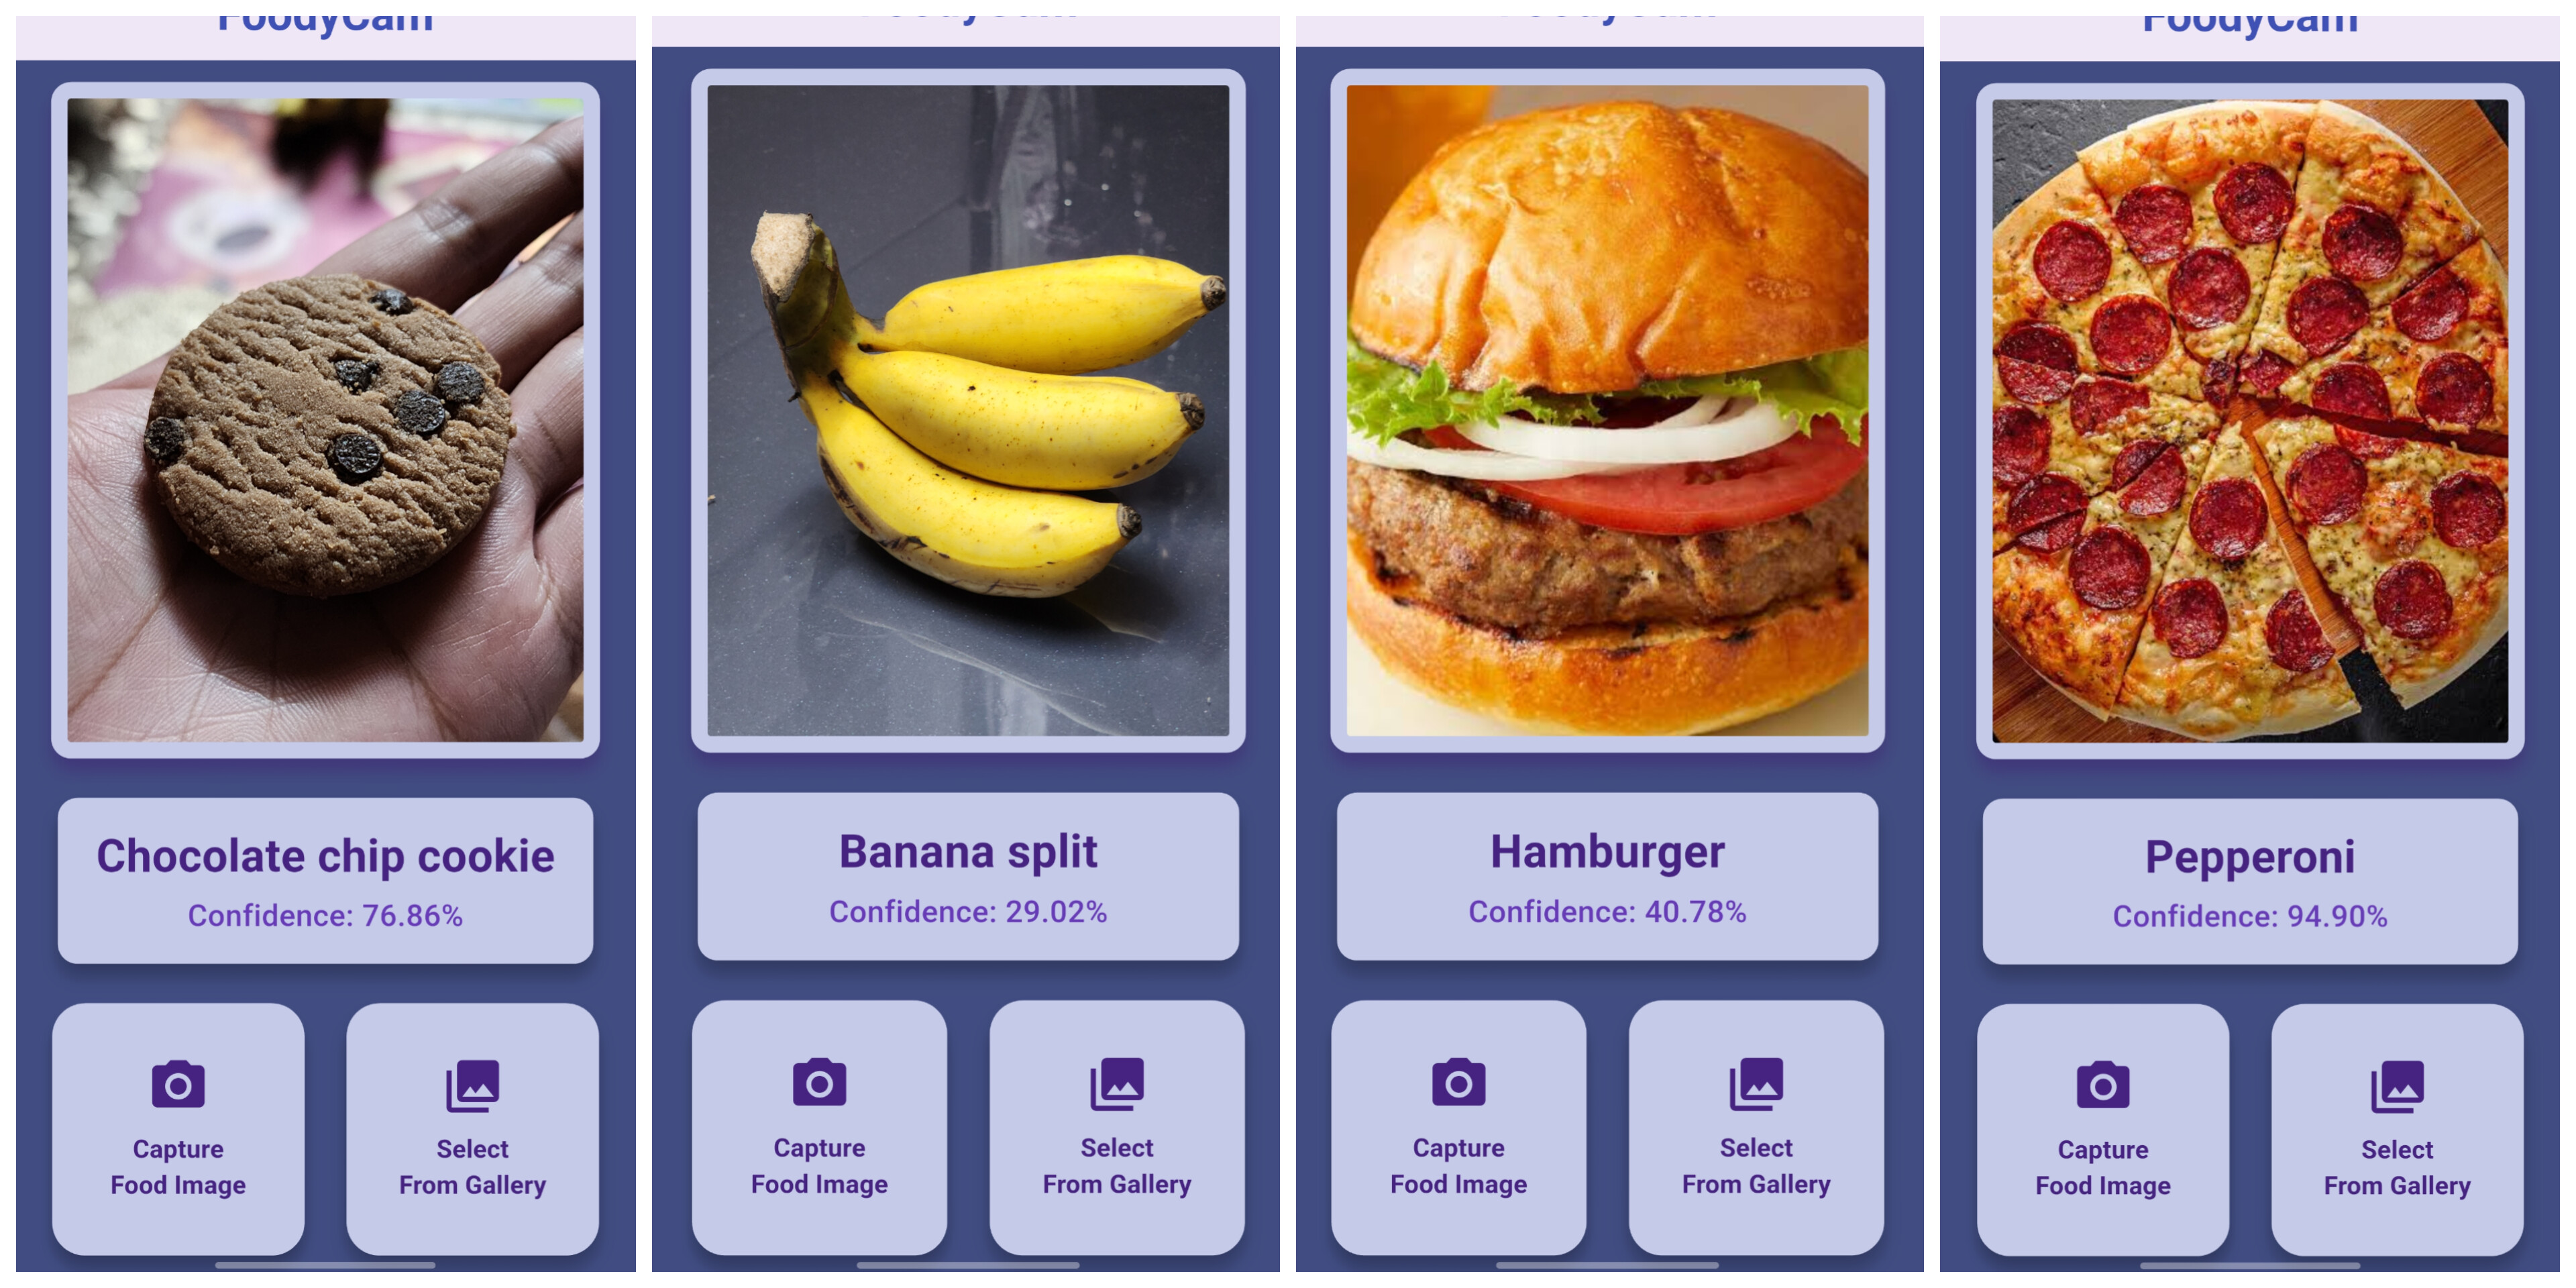 FoodyCam
Chocolate chip cookie
Confidence: 76.86%
Capture
Food Image
Select
From Gallery
FoodyCam
Banana split
Confidence: 29.02%
Capture
Food Image
Select
From Gallery
FoodyCam
Hamburger
Confidence: 40.78%
Capture
Food Image
Select
From Gallery
FoodyCam
Pepperoni
Confidence: 94.90%
Capture
Food Image
Select
From Gallery